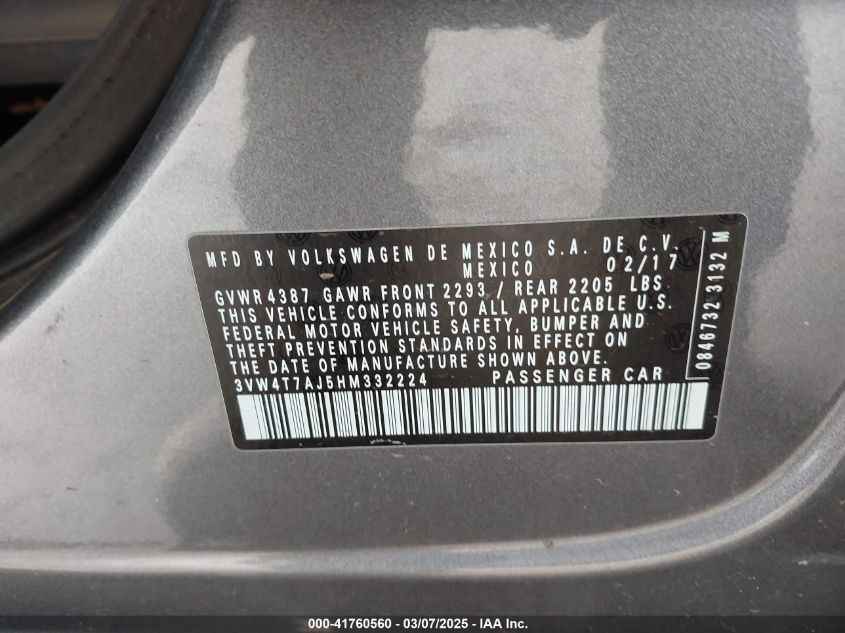 MFD BY VOLKSWAGEN DE MEXICO S.A. DE C.V.
MEXICO 02/17
GVWR 4387 GAWR FRONT 2293 / REAR 2205 LBS.
THIS VEHICLE CONFORMS TO ALL APPLICABLE U.S.
FEDERAL MOTOR VEHICLE SAFETY, BUMPER AND
THEFT PREVENTION STANDARDS IN EFFECT ON
THE DATE OF MANUFACTURE SHOWN ABOVE.
3VW4T7AJ5HM332224 PASSENGER CAR
0846732 3132 M
000-41760560 - 03/07/2025 - IAA Inc.